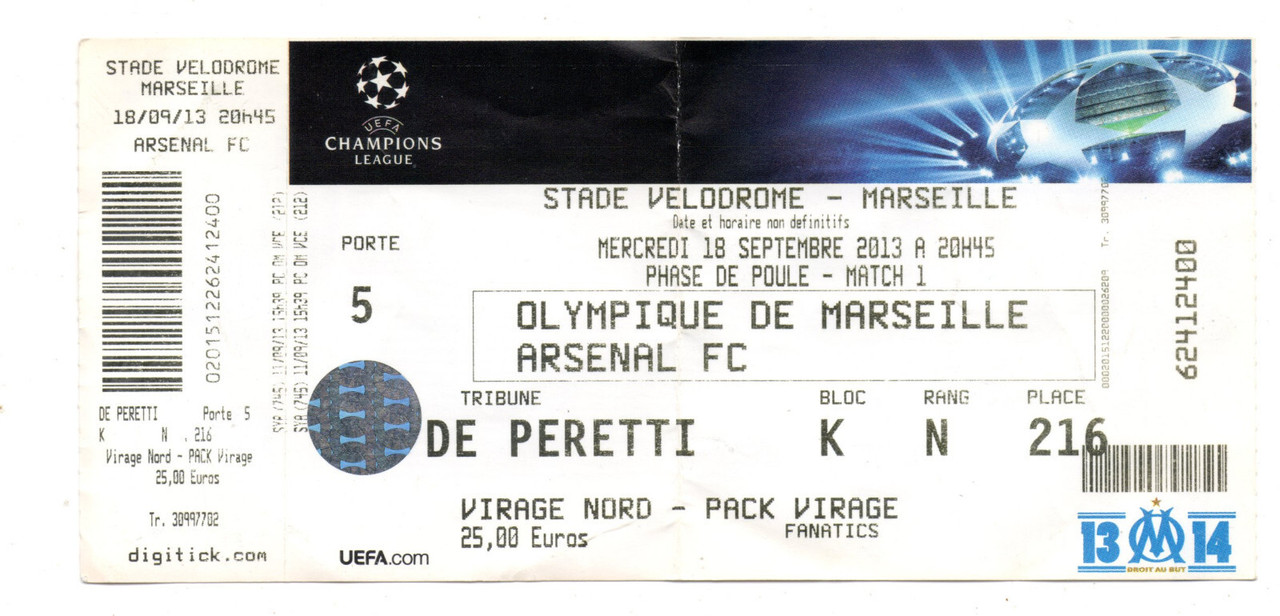 STADE VELODROME
MARSEILLE
18/09/13 20h45
ARSENAL FC
0201512262412400
DE PERETTI Porte 5
K N . 216
Virage Nord - PACK Virage
25,00 Euros
Tr. 30997702
digitick.com
UEFA
CHAMPIONS
LEAGUE
STADE VELODROME - MARSEILLE
Date et horaire non définitifs
MERCREDI 18 SEPTEMBRE 2013 A 20H45
PHASE DE POULE - MATCH 1
PORTE
5
OLYMPIQUE DE MARSEILLE
ARSENAL FC
TRIBUNE BLOC RANG PLACE
DE PERETTI K N 216
VIRAGE NORD - PACK VIRAGE
FANATICS
25,00 Euros
UEFA.com
62412400
13 14
DROIT AU BUT